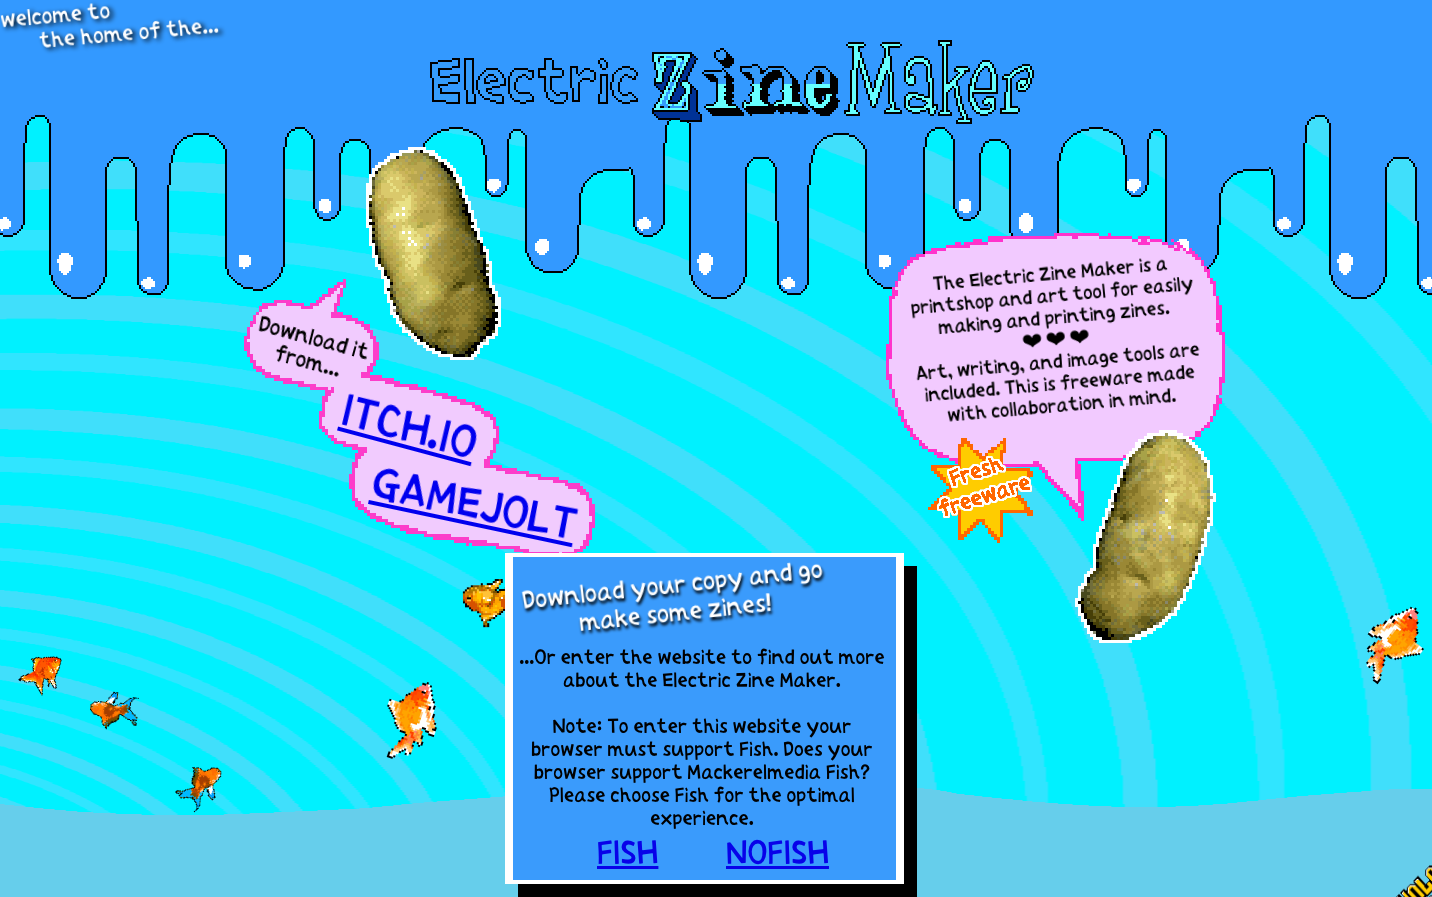 welcome to
the home of the...
Electric Zine Maker
Download it
from...
ITCH.IO
GAMEJOLT
The Electric Zine Maker is a
printshop and art tool for easily
making and printing zines.
❤ ❤ ❤
Art, writing, and image tools are
included. This is freeware made
with collaboration in mind.
Fresh
freeware
Download your copy and go
make some zines!
...Or enter the website to find out more
about the Electric Zine Maker.
Note: To enter this website your
browser must support Fish. Does your
browser support Mackerelmedia Fish?
Please choose Fish for the optimal
experience.
FISH NOFISH